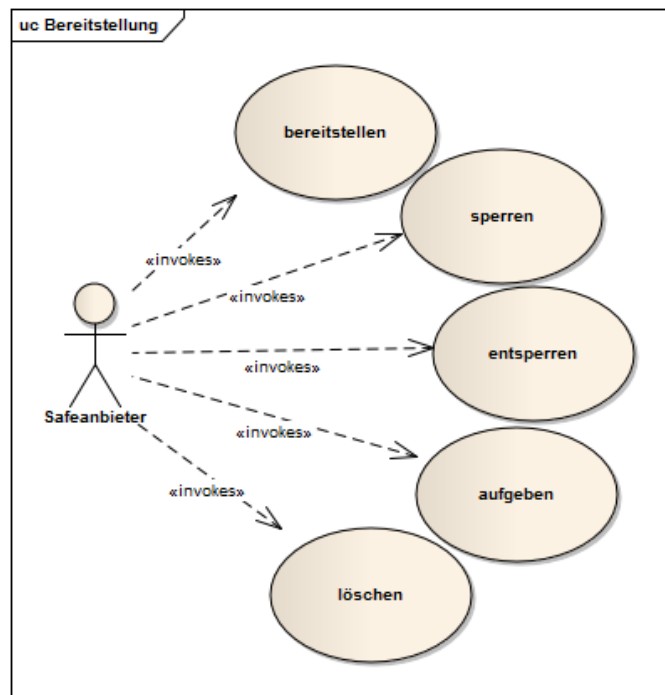 uc Bereitstellung
bereitstellen
sperren
«invokes»
«invokes»
entsperren
«invokes»
Safeanbieter
«invokes»
aufgeben
«invokes»
löschen